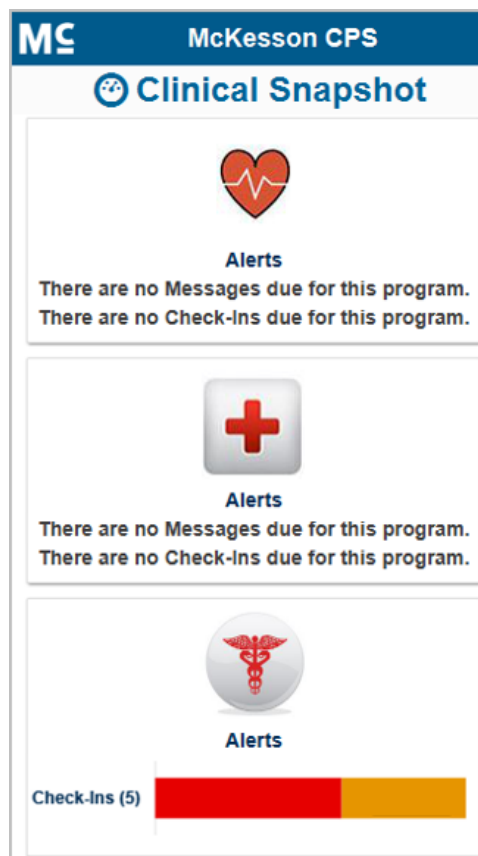 MC McKesson CPS
Clinical Snapshot
Alerts
There are no Messages due for this program.
There are no Check-Ins due for this program.
Alerts
There are no Messages due for this program.
There are no Check-Ins due for this program.
Alerts
Check-Ins (5)